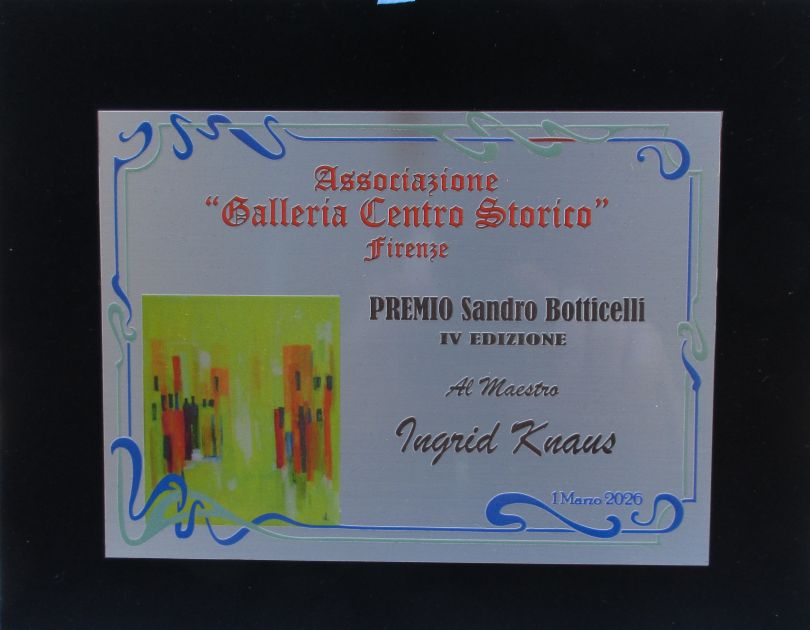 Associazione
"Galleria Centro Storico"
Firenze
PREMIO Sandro Botticelli
IV EDIZIONE
Al Maestro
Ingrid Knaus
1 Marzo 2026